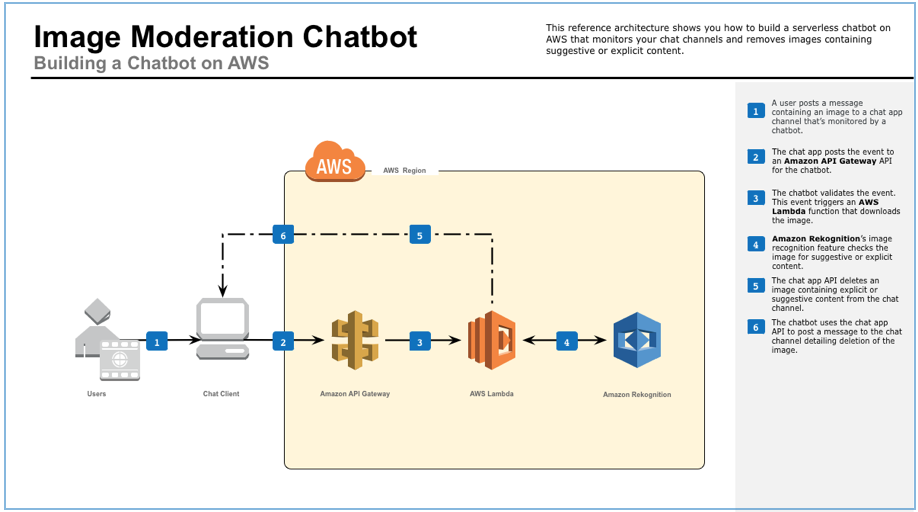 Image Moderation Chatbot
Building a Chatbot on AWS
This reference architecture shows you how to build a serverless chatbot on
AWS that monitors your chat channels and removes images containing
suggestive or explicit content.
1
A user posts a message
containing an image to a chat app
channel that's monitored by a
chatbot.
2
The chat app posts the event to
an Amazon API Gateway API
for the chatbot.
3
The chatbot validates the event.
This event triggers an AWS
Lambda function that downloads
the image.
4
Amazon Rekognition's image
recognition feature checks the
image for suggestive or explicit
content.
5
The chat app API deletes an
image containing explicit or
suggestive content from the chat
channel.
6
The chatbot uses the chat app
API to post a message to the chat
channel detailing deletion of the
image.
AWS
AWS Region
6
5
1
2
3
4
Users
Chat Client
Amazon API Gateway
AWS Lambda
Amazon Rekognition